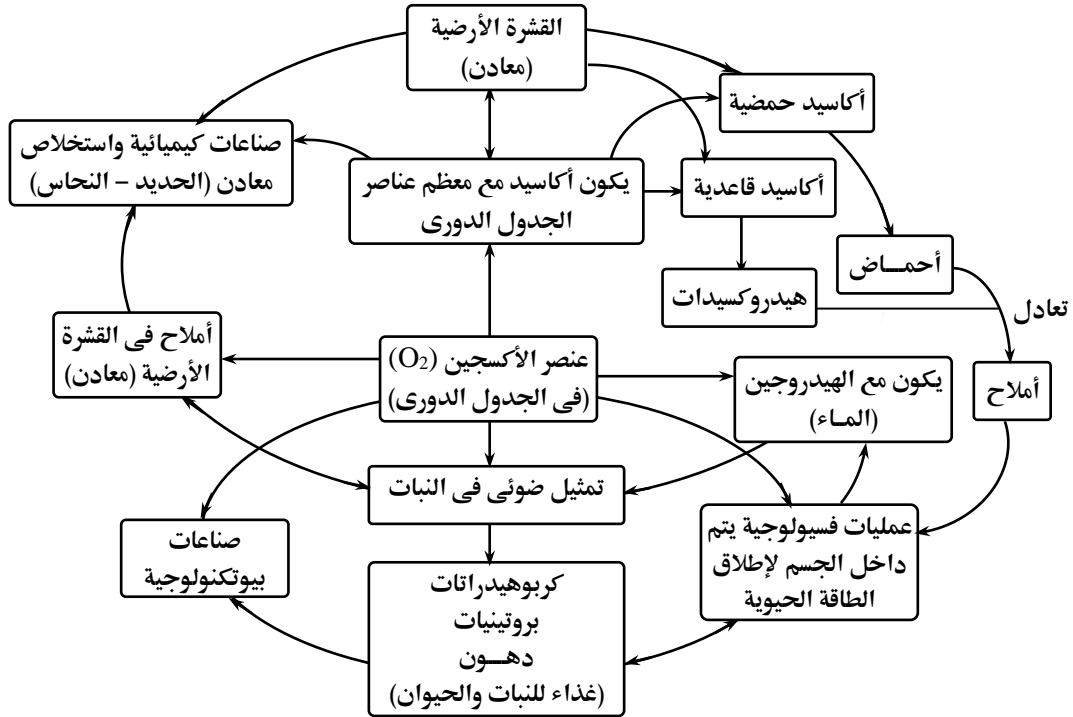 القشرة الأرضية
(معادن)
أكاسيد حمضية
صناعات كيميائية واستخلاص
معادن (الحديد – النحاس)
يكون أكاسيد مع معظم عناصر
الجدول الدورى
أكاسيد قاعدية
أحمــاض
هيدروكسيدات
تعادل
أملاح فى القشرة
الأرضية (معادن)
عنصر الأكسجين (O₂)
(فى الجدول الدورى)
يكون مع الهيدروجين
(المـاء)
أملاح
تمثيل ضوئى فى النبات
صناعات
بيوتكنولوجية
عمليات فسيولوجية يتم
داخل الجسم لإطلاق
الطاقة الحيوية
كربوهيدراتات
بروتينيات
دهــون
(غذاء للنبات والحيوان)